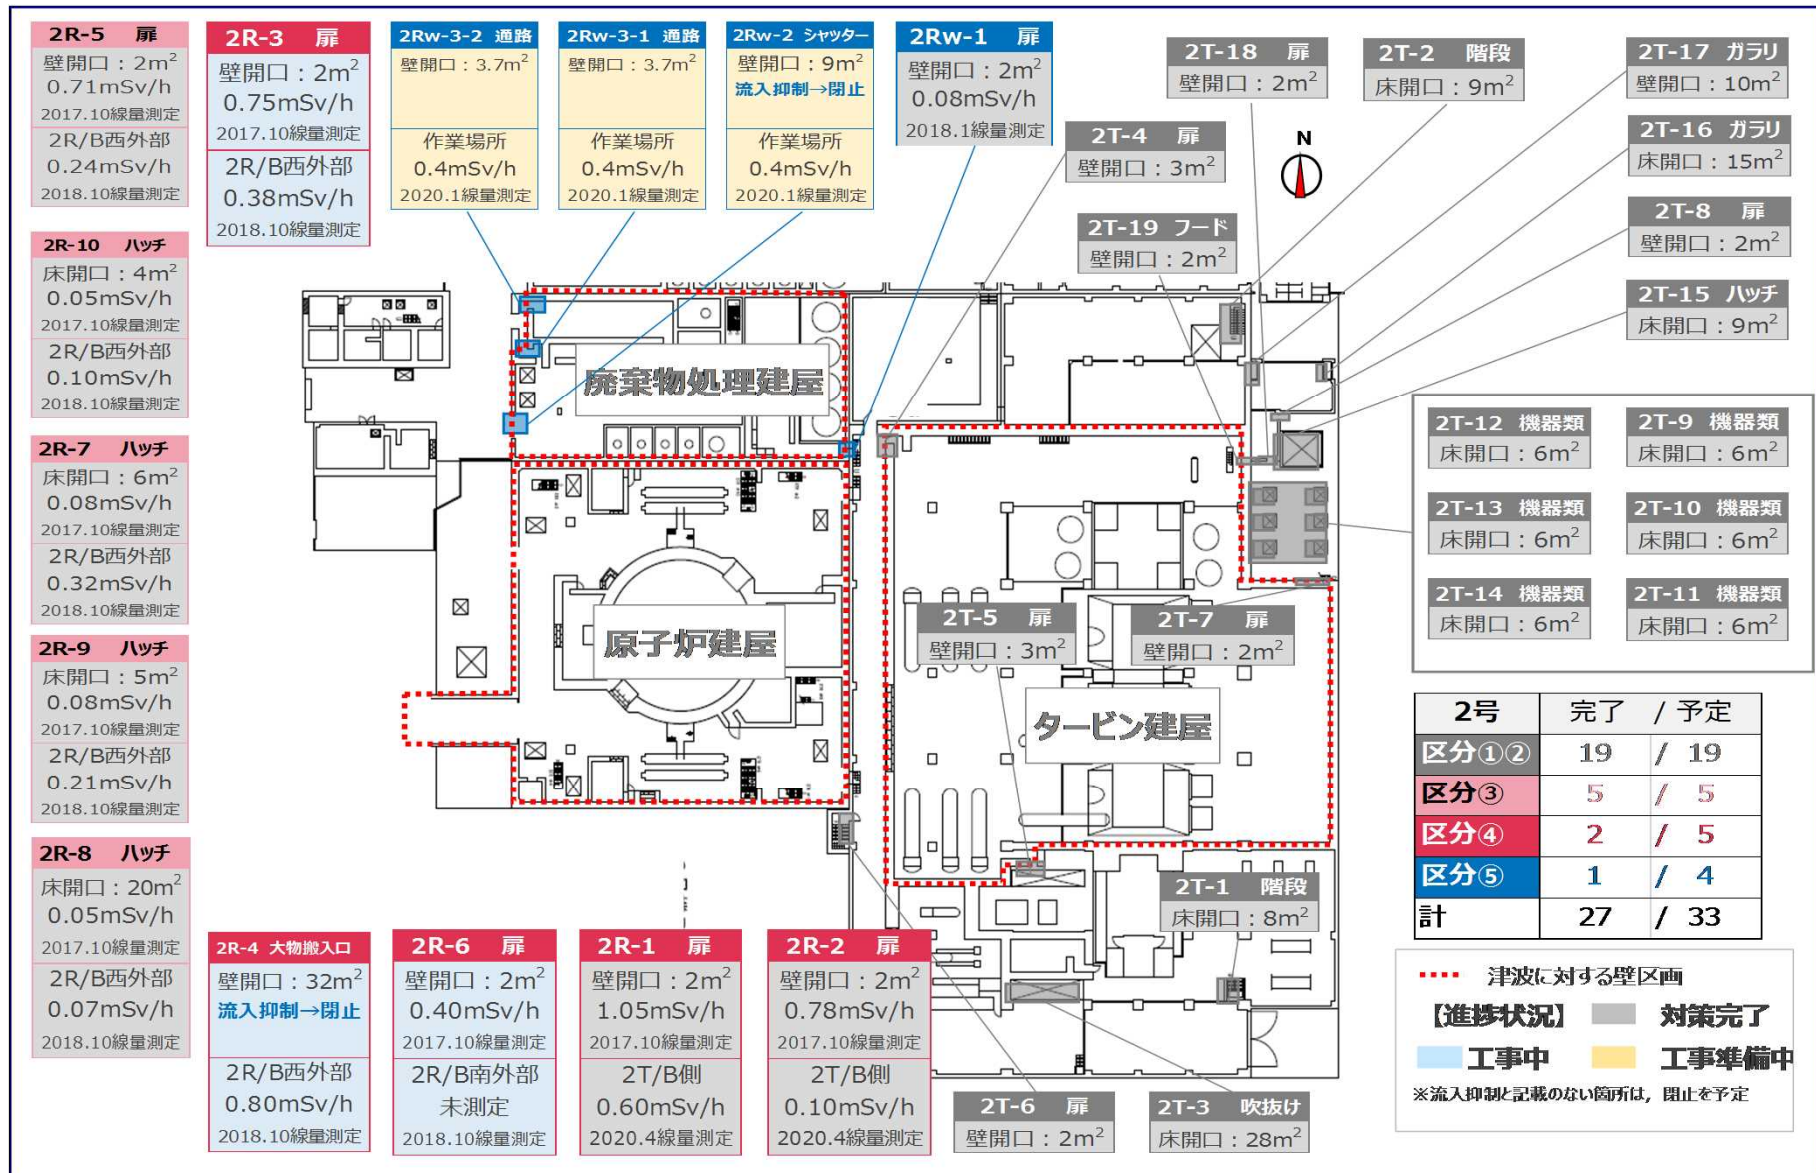 2R-5 扉
壁開口:2m²
0.71mSv/h
2017.10線量測定
2R/B西外部
0.24mSv/h
2018.10線量測定
2R-3 扉
壁開口:2m²
0.75mSv/h
2017.10線量測定
2R/B西外部
0.38mSv/h
2018.10線量測定
2Rw-3-2 通路
壁開口:3.7m²
作業場所
0.4mSv/h
2020.1線量測定
2Rw-3-1 通路
壁開口:3.7m²
作業場所
0.4mSv/h
2020.1線量測定
2Rw-2 シャッター
壁開口:9m²
流入抑制→閉止
作業場所
0.4mSv/h
2020.1線量測定
2Rw-1 扉
壁開口:2m²
0.08mSv/h
2018.1線量測定
2T-18 扉
壁開口:2m²
2T-2 階段
床開口:9m²
2T-17 ガラリ
壁開口:10m²
2T-4 扉
壁開口:3m²
N
2T-16 ガラリ
床開口:15m²
2T-19 フード
壁開口:2m²
2T-8 扉
壁開口:2m²
2T-15 ハッチ
床開口:9m²
2R-10 ハッチ
床開口:4m²
0.05mSv/h
2017.10線量測定
2R/B西外部
0.10mSv/h
2018.10線量測定
2R-7 ハッチ
床開口:6m²
0.08mSv/h
2017.10線量測定
2R/B西外部
0.32mSv/h
2018.10線量測定
2R-9 ハッチ
床開口:5m²
0.08mSv/h
2017.10線量測定
2R/B西外部
0.21mSv/h
2018.10線量測定
2R-8 ハッチ
床開口:20m²
0.05mSv/h
2017.10線量測定
2R/B西外部
0.07mSv/h
2018.10線量測定
廃棄物処理建屋
原子炉建屋
タービン建屋
2T-12 機器類
床開口:6m²
2T-9 機器類
床開口:6m²
2T-13 機器類
床開口:6m²
2T-10 機器類
床開口:6m²
2T-14 機器類
床開口:6m²
2T-11 機器類
床開口:6m²
2T-5 扉
壁開口:3m²
2T-7 扉
壁開口:2m²
2号 完了 / 予定
区分①② 19 / 19
区分③ 5 / 5
区分④ 2 / 5
区分⑤ 1 / 4
計 27 / 33
2T-1 階段
床開口:8m²
2R-4 大物搬入口
壁開口:32m²
流入抑制→閉止
2R/B西外部
0.80mSv/h
2018.10線量測定
2R-6 扉
壁開口:2m²
0.40mSv/h
2017.10線量測定
2R/B南外部
未測定
2018.10線量測定
2R-1 扉
壁開口:2m²
1.05mSv/h
2017.10線量測定
2T/B側
0.60mSv/h
2020.4線量測定
2R-2 扉
壁開口:2m²
0.78mSv/h
2017.10線量測定
2T/B側
0.10mSv/h
2020.4線量測定
2T-6 扉
壁開口:2m²
2T-3 吹抜け
床開口:28m²
津波に対する壁区画
【進捗状況】 対策完了
工事中 工事準備中
※流入抑制と記載のない箇所は,閉止を予定